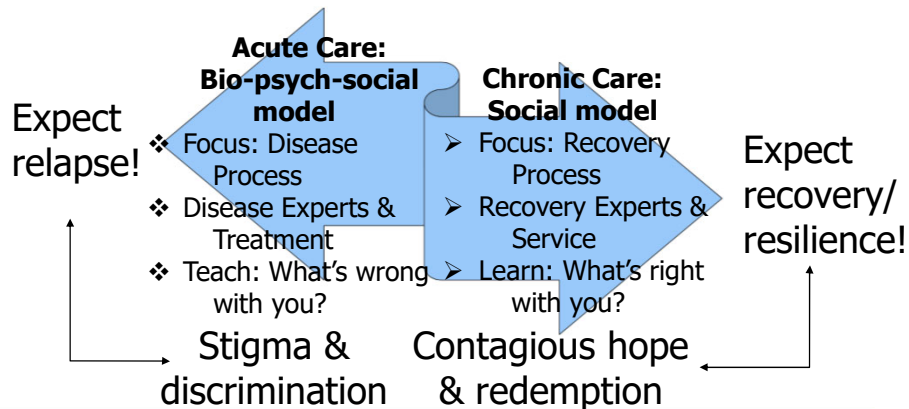 Expect
relapse!
Acute Care:
Bio-psych-social
model
❖ Focus: Disease
Process
❖ Disease Experts &
Treatment
❖ Teach: What's wrong
with you?
Stigma &
discrimination
Chronic Care:
Social model
➢ Focus: Recovery
Process
➢ Recovery Experts &
Service
➢ Learn: What's right
with you?
Contagious hope
& redemption
Expect
recovery/
resilience!